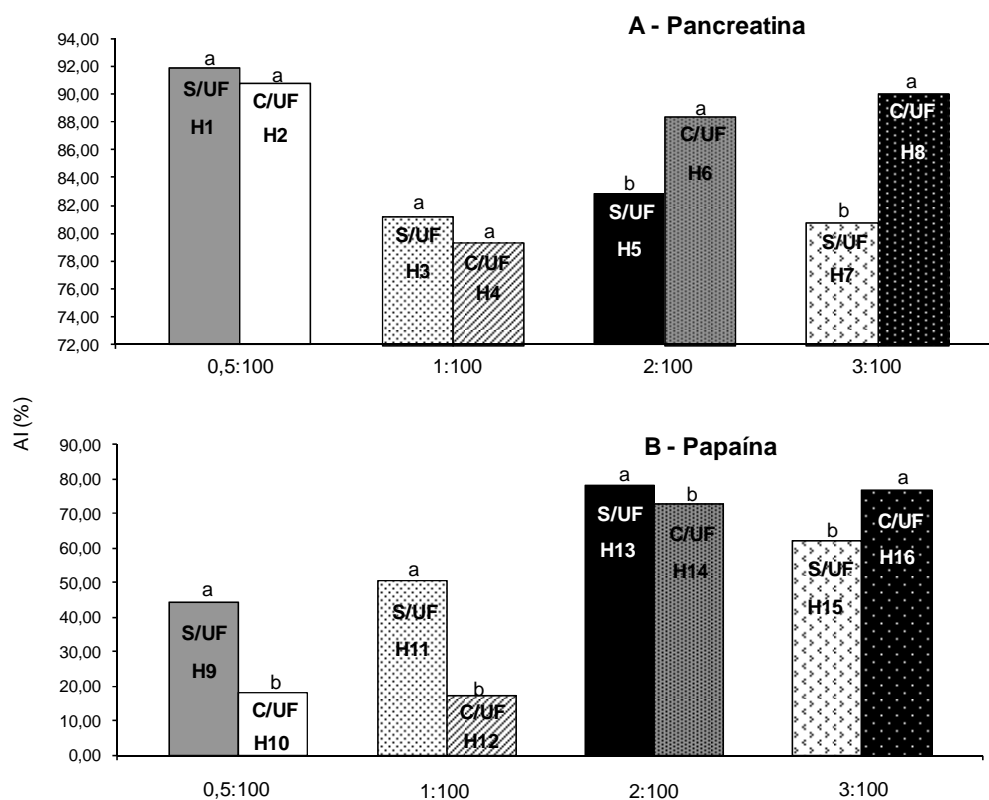 A - Pancreatina
94,00
92,00
90,00
88,00
86,00
84,00
82,00
80,00
78,00
76,00
74,00
72,00
a
S/UF
H1
a
C/UF
H2
a
S/UF
H3
a
C/UF
H4
b
S/UF
H5
a
C/UF
H6
b
S/UF
H7
a
C/UF
H8
0,5:100 1:100 2:100 3:100
AI (%)
B - Papaína
90,00
80,00
70,00
60,00
50,00
40,00
30,00
20,00
10,00
0,00
a
S/UF
H9
b
C/UF
H10
a
S/UF
H11
b
C/UF
H12
a
S/UF
H13
b
C/UF
H14
b
S/UF
H15
a
C/UF
H16
0,5:100 1:100 2:100 3:100